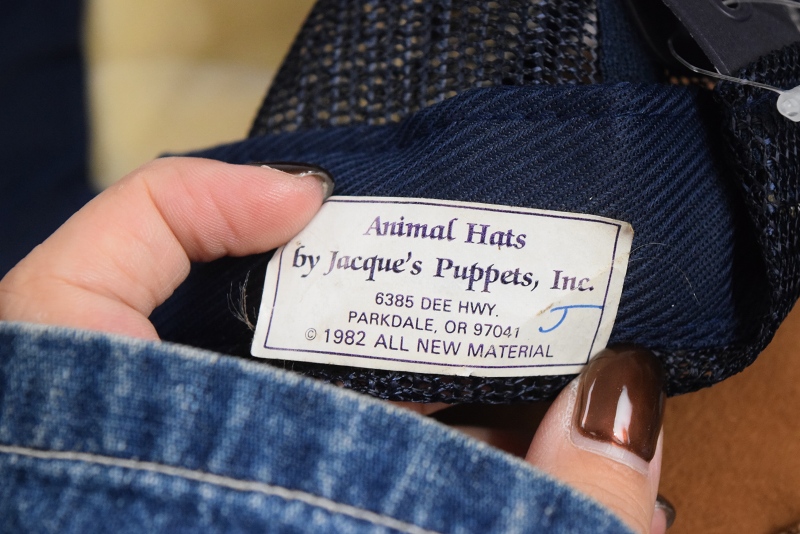 Animal Hats
by Jacque's Puppets, Inc.
6385 DEE HWY.
PARKDALE, OR 97041
© 1982 ALL NEW MATERIAL
J